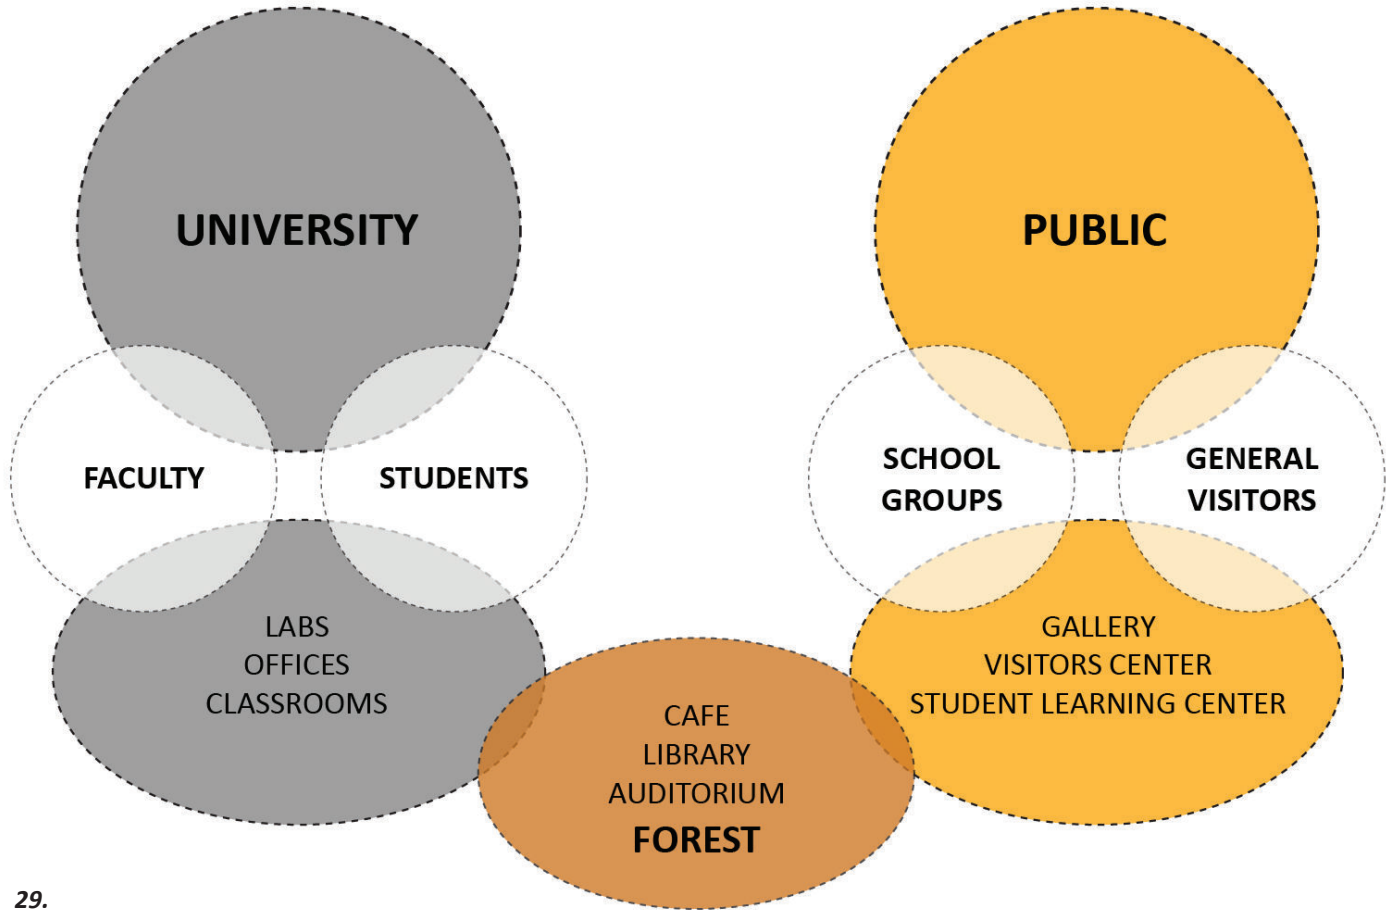 UNIVERSITY
PUBLIC
FACULTY
STUDENTS
SCHOOL
GROUPS
GENERAL
VISITORS
LABS
OFFICES
CLASSROOMS
GALLERY
VISITORS CENTER
STUDENT LEARNING CENTER
CAFE
LIBRARY
AUDITORIUM
FOREST
29.